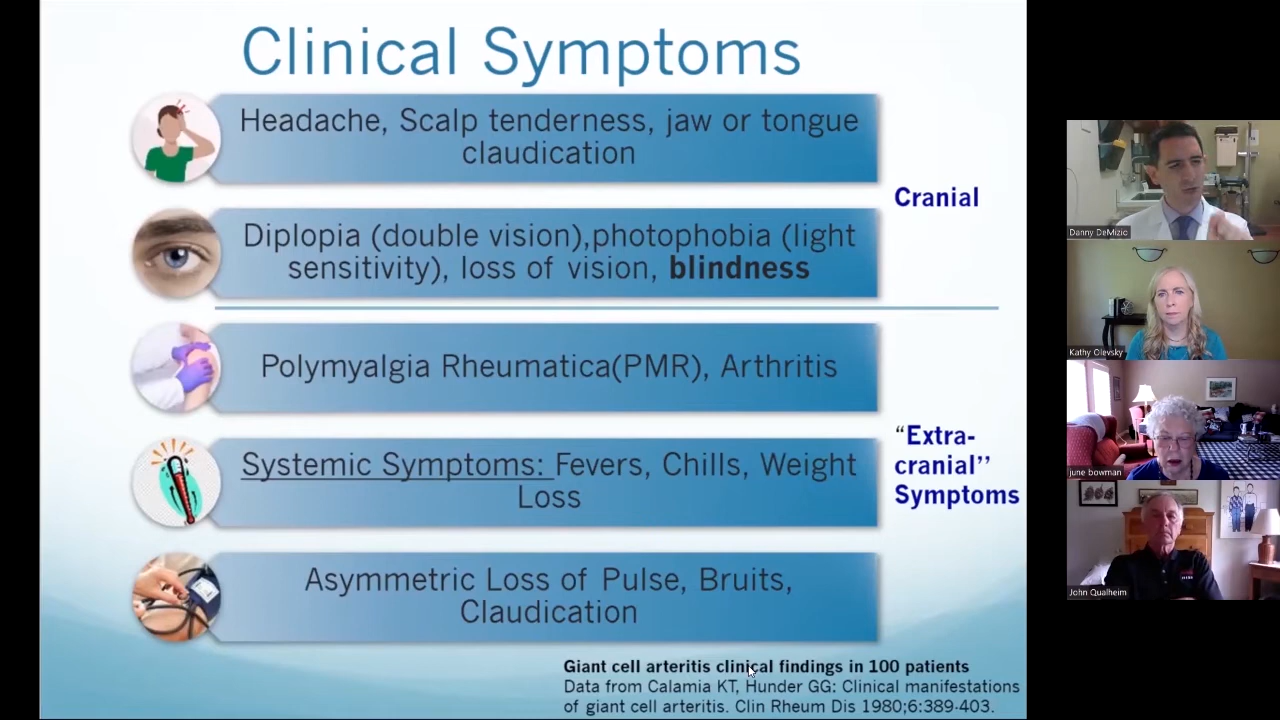 Clinical Symptoms
Headache, Scalp tenderness, jaw or tongue
claudication
Cranial
Diplopia (double vision),photophobia (light
sensitivity), loss of vision, blindness
Polymyalgia Rheumatica(PMR), Arthritis
“Extra-
cranial’’
Symptoms
Systemic Symptoms: Fevers, Chills, Weight
Loss
Asymmetric Loss of Pulse, Bruits,
Claudication
Giant cell arteritis clinical findings in 100 patients
Data from Calamia KT, Hunder GG: Clinical manifestations
of giant cell arteritis. Clin Rheum Dis 1980;6:389-403.
Danny DeMizic
Kathy Olevsky
june bowman
John Qualheim